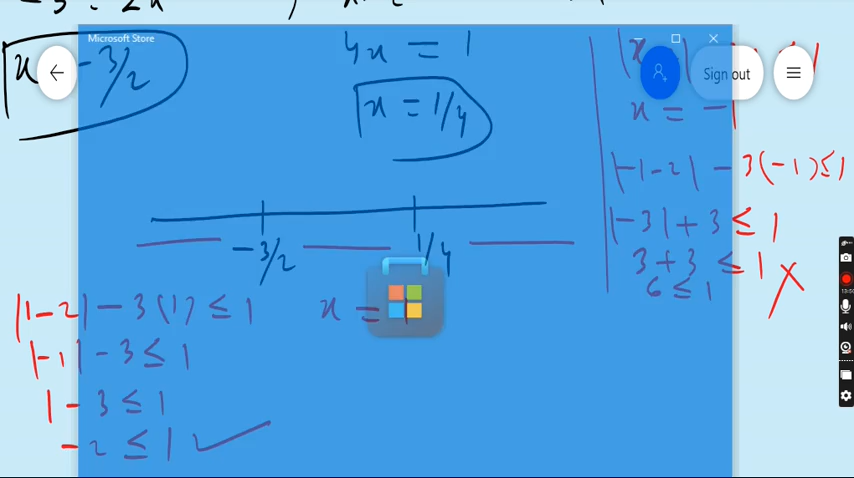 -3 = 2x
Microsoft Store
x
-3/2
4x = 1
x = 1/4
Sign out
x = -1
|-1-2| - 3(-1) ≤ 1
|-3| + 3 ≤ 1
3 + 3 ≤ 1
6 ≤ 1
-3/2
1/4
|1-2| - 3(1) ≤ 1
x =
|-1| - 3 ≤ 1
1 - 3 ≤ 1
-2 ≤ 1